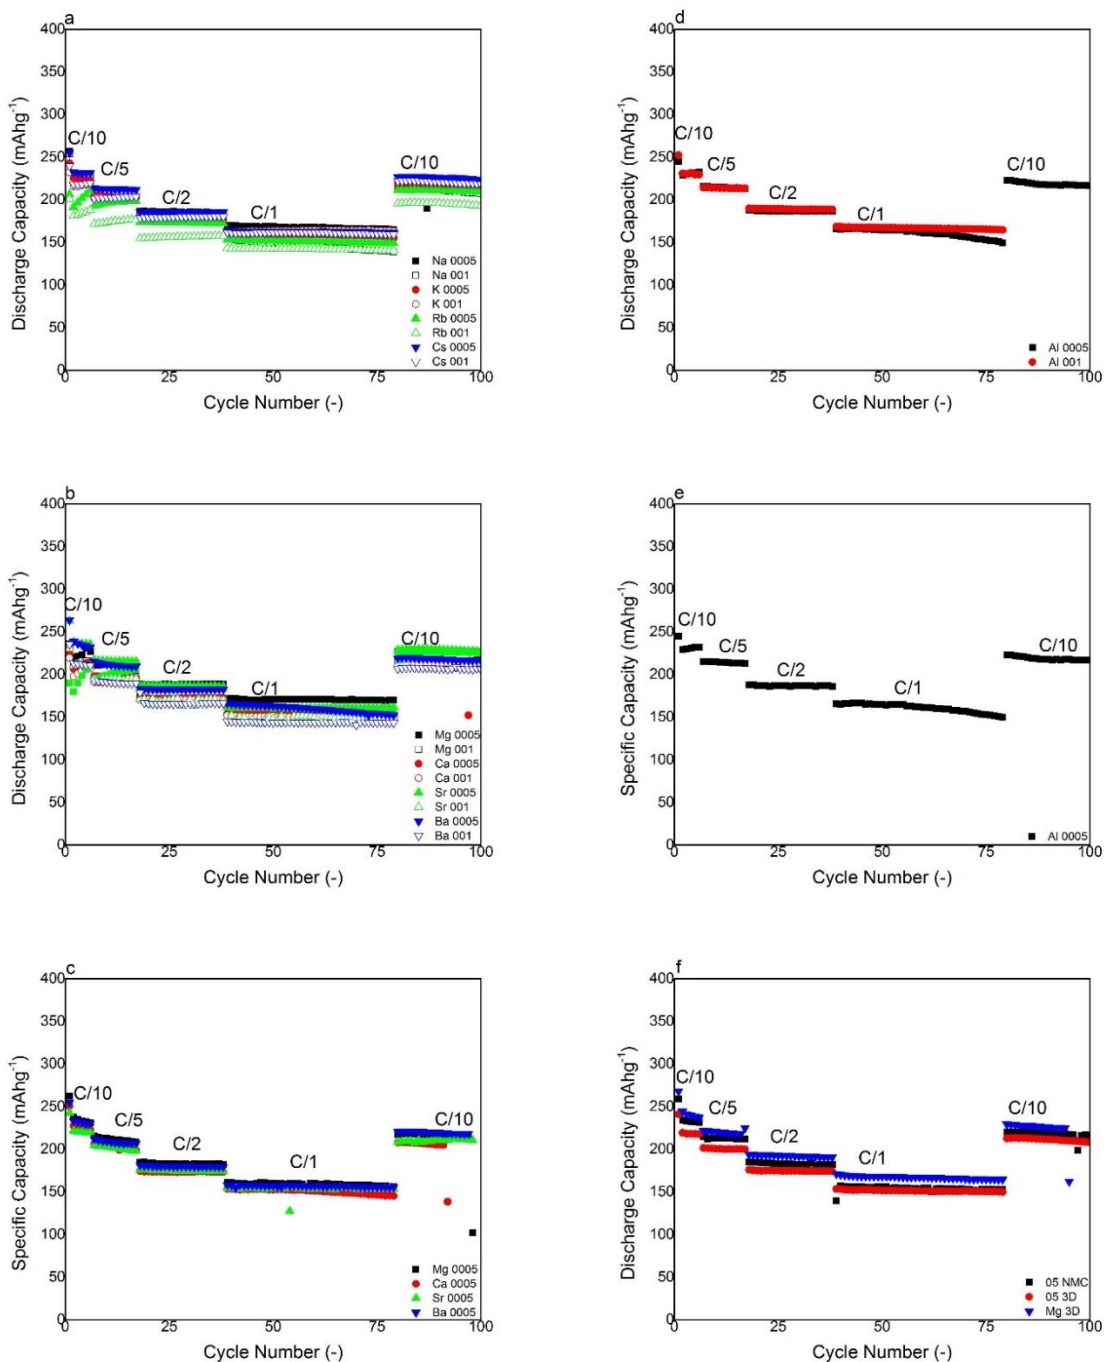 a
Discharge Capacity (mAhg⁻¹)
400
350
300
250
200
150
100
50
0
C/10
C/5
C/2
C/1
C/10
Na 0005
Na 001
K 0005
K 001
Rb 0005
Rb 001
Cs 0005
Cs 001
0
25
50
75
100
Cycle Number (-)
d
Discharge Capacity (mAhg⁻¹)
400
350
300
250
200
150
100
50
0
C/10
C/5
C/2
C/1
C/10
Al 0005
Al 001
0
25
50
75
100
Cycle Number (-)
b
Discharge Capacity (mAhg⁻¹)
400
350
300
250
200
150
100
50
0
C/10
C/5
C/2
C/1
C/10
Mg 0005
Mg 001
Ca 0005
Ca 001
Sr 0005
Sr 001
Ba 0005
Ba 001
0
25
50
75
100
Cycle Number (-)
e
Specific Capacity (mAhg⁻¹)
400
350
300
250
200
150
100
50
0
C/10
C/5
C/2
C/1
C/10
Al 0005
0
25
50
75
100
Cycle Number (-)
c
Specific Capacity (mAhg⁻¹)
400
350
300
250
200
150
100
50
0
C/10
C/5
C/2
C/1
C/10
Mg 0005
Ca 0005
Sr 0005
Ba 0005
0
25
50
75
100
Cycle Number (-)
f
Discharge Capacity (mAhg⁻¹)
400
350
300
250
200
150
100
50
0
C/10
C/5
C/2
C/1
C/10
05 NMC
05 3D
Mg 3D
0
25
50
75
100
Cycle Number (-)